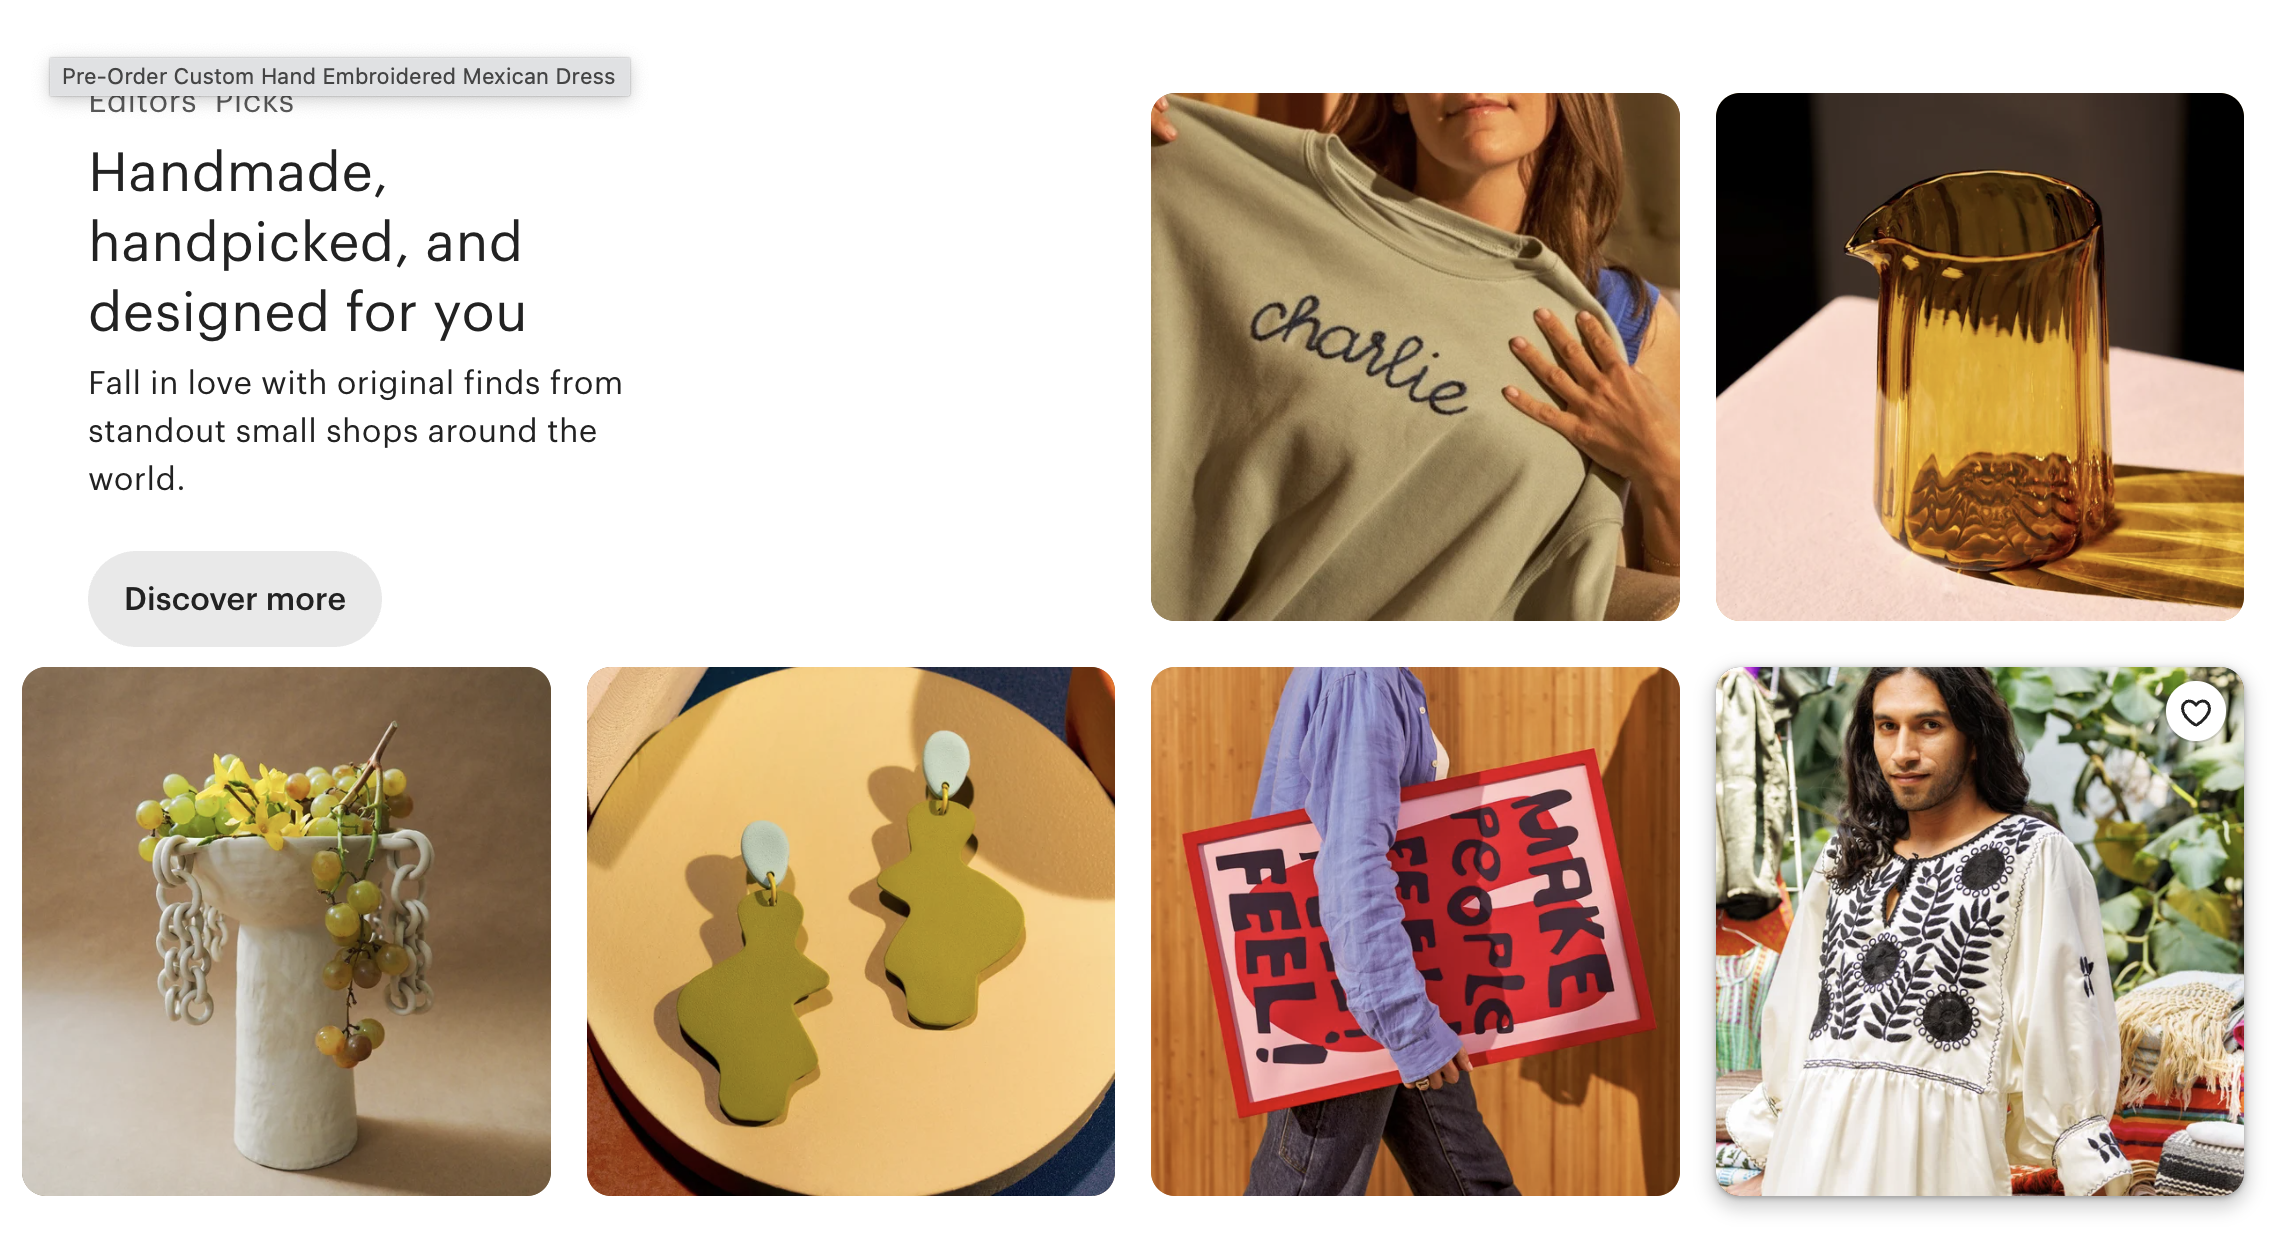 Pre-Order Custom Hand Embroidered Mexican Dress
Editors' Picks
Handmade,
handpicked, and
designed for you
Fall in love with original finds from
standout small shops around the
world.
Discover more
charlie
MAKE
PEOPLE
FEEL!
FEEL!